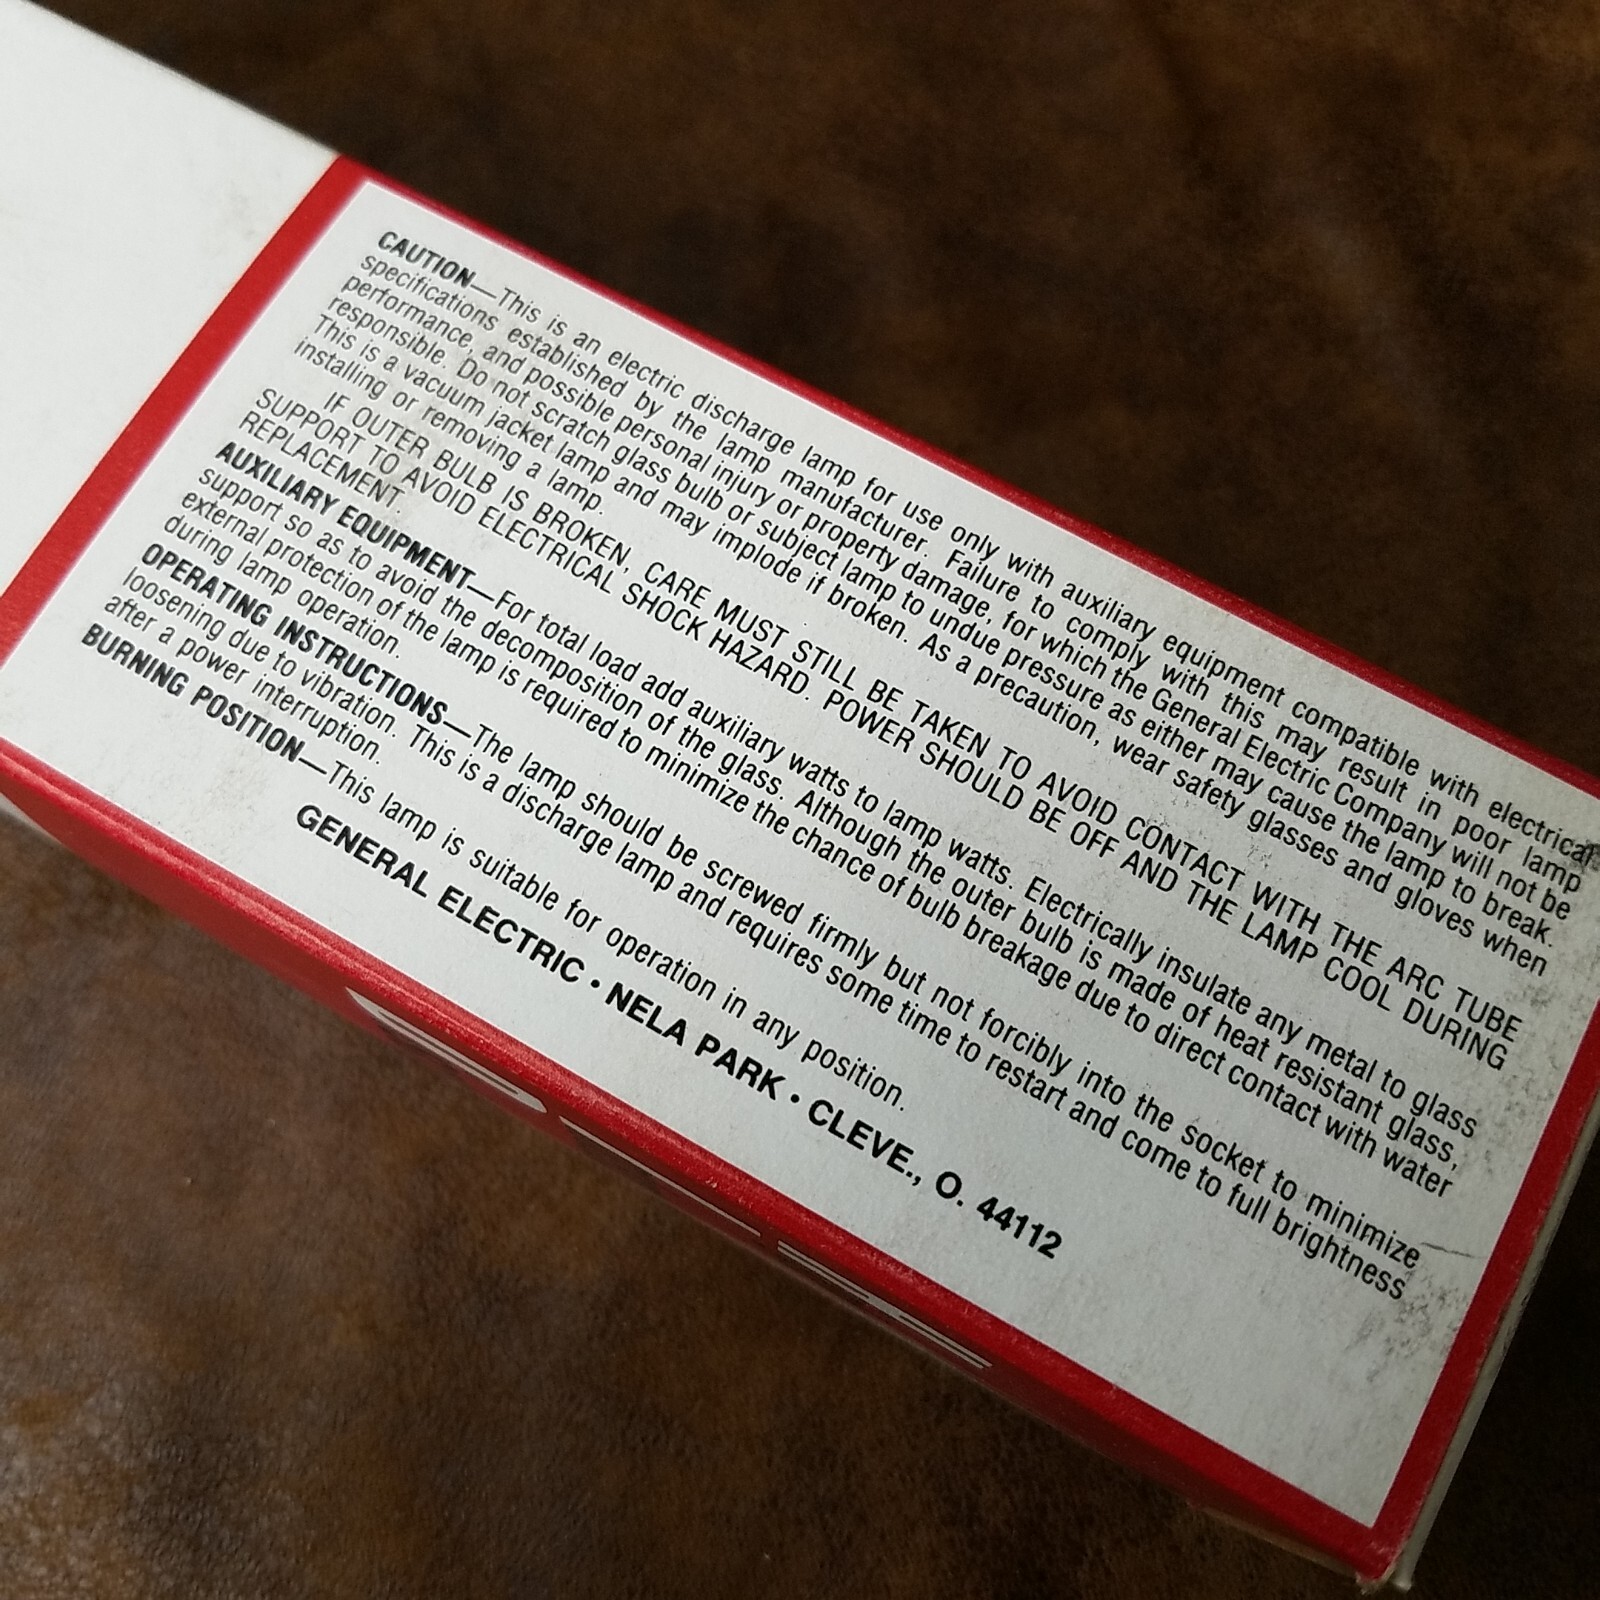 CAUTION—This is an electric discharge lamp for use only with auxiliary equipment compatible with electrical
specifications established by the lamp manufacturer. Failure to comply with this may result in poor lamp
performance, and possible personal injury or property damage, for which the General Electric Company will not be
responsible. Do not scratch glass bulb or subject lamp to undue pressure as either may cause the lamp to break.
This is a vacuum jacket lamp and may implode if broken. As a precaution, wear safety glasses and gloves when
installing or removing a lamp.
IF OUTER BULB IS BROKEN, CARE MUST STILL BE TAKEN TO AVOID CONTACT WITH THE ARC TUBE
SUPPORT TO AVOID ELECTRICAL SHOCK HAZARD. POWER SHOULD BE OFF AND THE LAMP COOL DURING
REPLACEMENT.
AUXILIARY EQUIPMENT—For total load add auxiliary watts to lamp watts. Electrically insulate any metal to glass
support so as to avoid the decomposition of the glass. Although the outer bulb is made of heat resistant glass,
external protection of the lamp is required to minimize the chance of bulb breakage due to direct contact with water
during lamp operation.
OPERATING INSTRUCTIONS—The lamp should be screwed firmly but not forcibly into the socket to minimize
loosening due to vibration. This is a discharge lamp and requires some time to restart and come to full brightness
after a power interruption.
BURNING POSITION—This lamp is suitable for operation in any position.
GENERAL ELECTRIC • NELA PARK • CLEVE., O. 44112